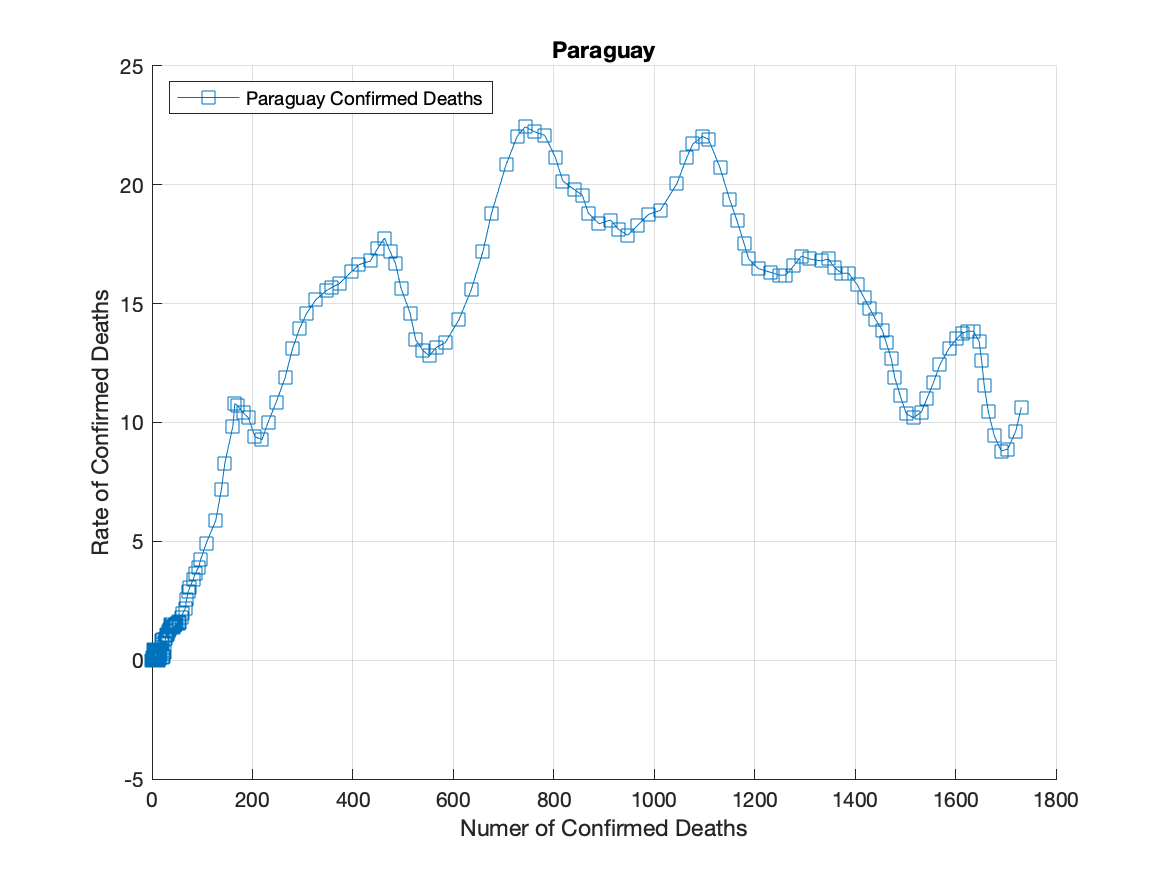 Paraguay
Paraguay Confirmed Deaths
25
20
15
10
5
0
-5
Rate of Confirmed Deaths
0 200 400 600 800 1000 1200 1400 1600 1800
Numer of Confirmed Deaths